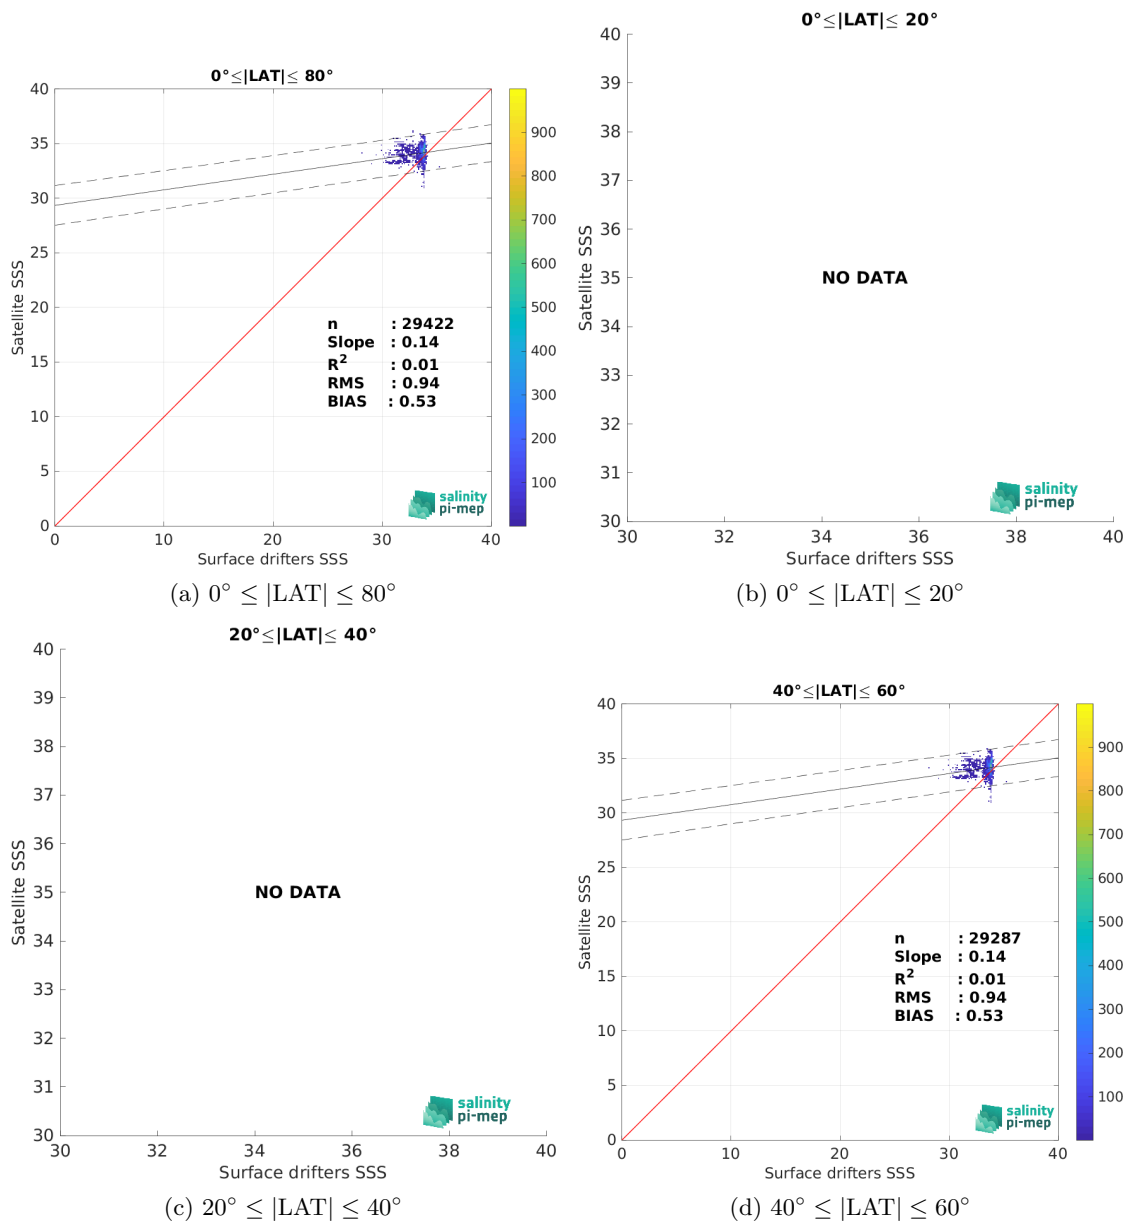 0°≤|LAT|≤ 80°
40
35
30
25
20
15
10
5
0
Satellite SSS
0
10
20
30
40
Surface drifters SSS
n : 29422
Slope : 0.14
R² : 0.01
RMS : 0.94
BIAS : 0.53
salinity
pi-mep
900
800
700
600
500
400
300
200
100
(a) 0° ≤ |LAT| ≤ 80°
0°≤|LAT|≤ 20°
40
39
38
37
36
35
34
33
32
31
30
Satellite SSS
NO DATA
30
32
34
36
38
40
Surface drifters SSS
salinity
pi-mep
(b) 0° ≤ |LAT| ≤ 20°
20°≤|LAT|≤ 40°
40
39
38
37
36
35
34
33
32
31
30
Satellite SSS
NO DATA
30
32
34
36
38
40
Surface drifters SSS
salinity
pi-mep
(c) 20° ≤ |LAT| ≤ 40°
40°≤|LAT|≤ 60°
40
35
30
25
20
15
10
5
0
Satellite SSS
0
10
20
30
40
Surface drifters SSS
n : 29287
Slope : 0.14
R² : 0.01
RMS : 0.94
BIAS : 0.53
salinity
pi-mep
900
800
700
600
500
400
300
200
100
(d) 40° ≤ |LAT| ≤ 60°